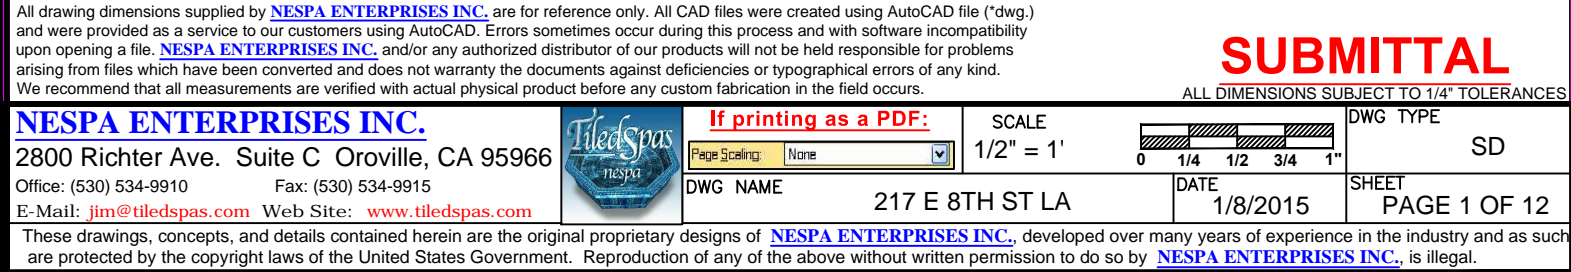 All drawing dimensions supplied by NESPA ENTERPRISES INC. are for reference only. All CAD files were created using AutoCAD file (*dwg.)
and were provided as a service to our customers using AutoCAD. Errors sometimes occur during this process and with software incompatibility
upon opening a file. NESPA ENTERPRISES INC. and/or any authorized distributor of our products will not be held responsible for problems
arising from files which have been converted and does not warranty the documents against deficiencies or typographical errors of any kind.
We recommend that all measurements are verified with actual physical product before any custom fabrication in the field occurs.
SUBMITTAL
ALL DIMENSIONS SUBJECT TO 1/4" TOLERANCES
NESPA ENTERPRISES INC.
2800 Richter Ave. Suite C Oroville, CA 95966
Office: (530) 534-9910 Fax: (530) 534-9915
E-Mail: jim@tiledspas.com Web Site: www.tiledspas.com
TiledSpas
nespa
If printing as a PDF:
Page Scaling: None
SCALE
1/2" = 1'
0 1/4 1/2 3/4 1"
DWG TYPE
SD
DWG NAME
217 E 8TH ST LA
DATE
1/8/2015
SHEET
PAGE 1 OF 12
These drawings, concepts, and details contained herein are the original proprietary designs of NESPA ENTERPRISES INC., developed over many years of experience in the industry and as such
are protected by the copyright laws of the United States Government. Reproduction of any of the above without written permission to do so by NESPA ENTERPRISES INC., is illegal.